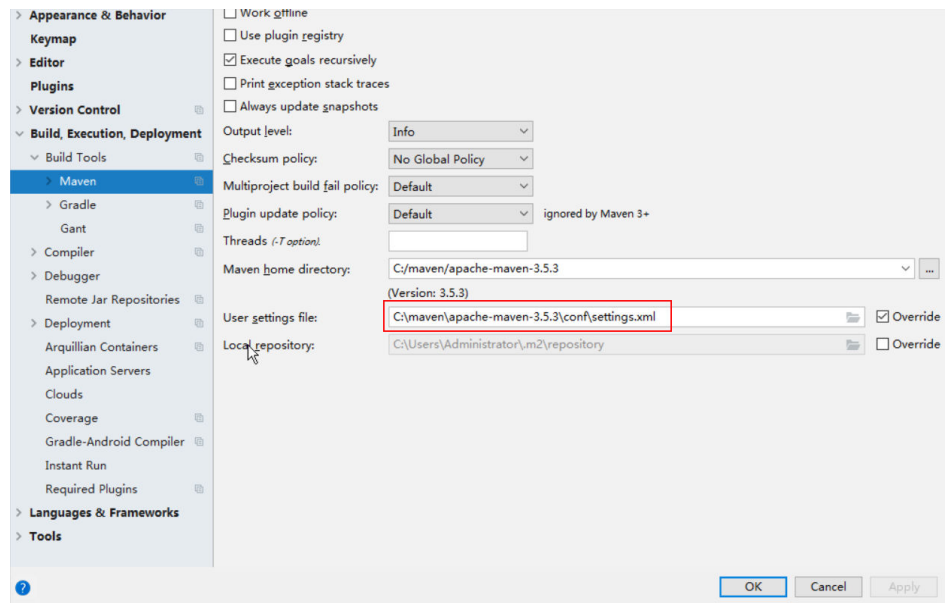 Appearance & Behavior
Keymap
Editor
Plugins
Version Control
Build, Execution, Deployment
Build Tools
Maven
Gradle
Gant
Compiler
Debugger
Remote Jar Repositories
Deployment
Arquillian Containers
Application Servers
Clouds
Coverage
Gradle-Android Compiler
Instant Run
Required Plugins
Languages & Frameworks
Tools
Work offline
Use plugin registry
Execute goals recursively
Print exception stack traces
Always update snapshots
Output level: Info
Checksum policy: No Global Policy
Multiproject build fail policy: Default
Plugin update policy: Default ignored by Maven 3+
Threads (-T option).
Maven home directory: C:/maven/apache-maven-3.5.3 ...
(Version: 3.5.3)
User settings file: C:\maven\apache-maven-3.5.3\conf\settings.xml Override
Local repository: C:\Users\Administrator\.m2\repository Override
? OK Cancel Apply